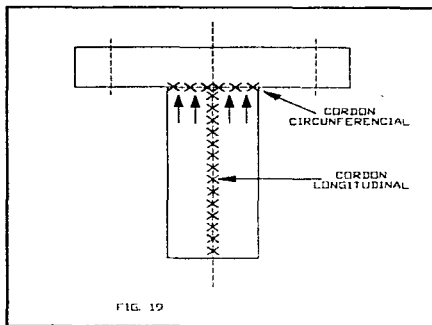 CORDON
CIRCUNFERENCIAL
CORDON
LONGITUDINAL
FIG. 19